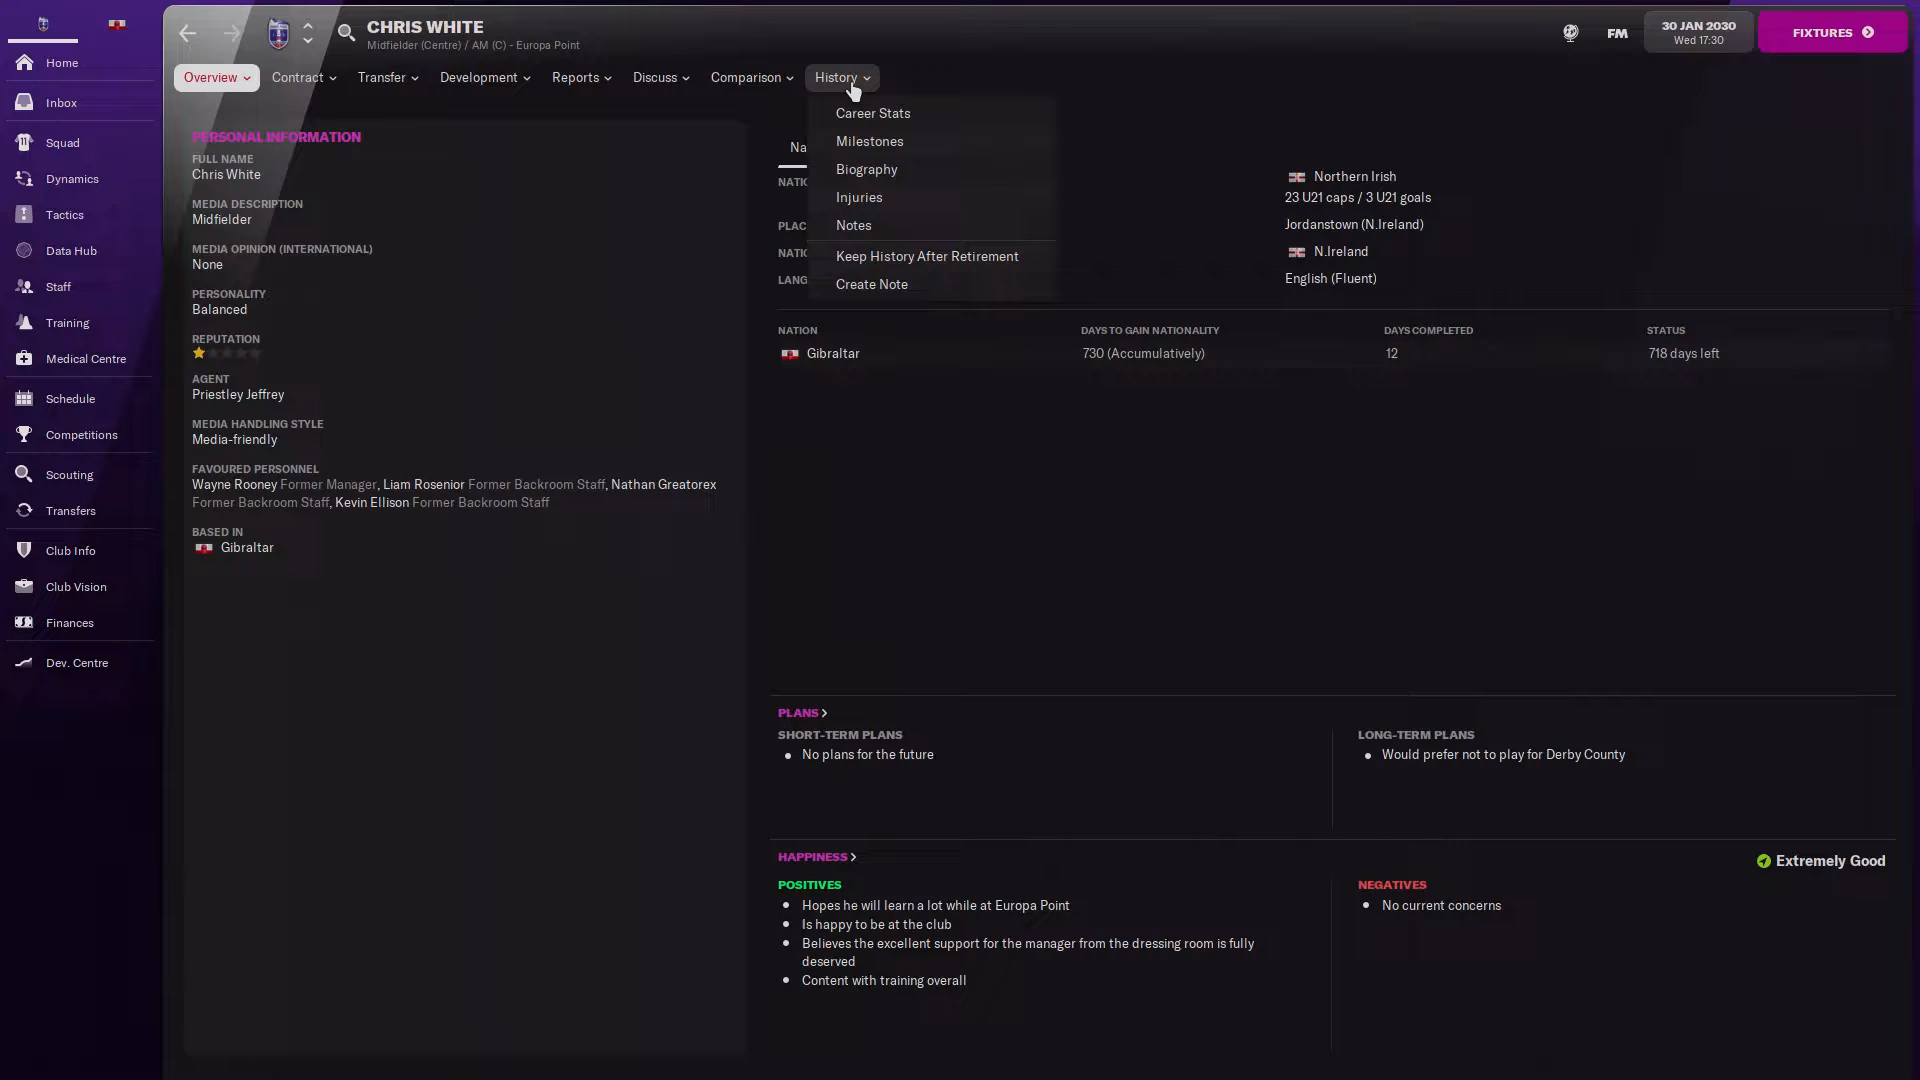 CHRIS WHITE
Midfielder (Centre) / AM (C) - Europa Point
FM
30 JAN 2030
Wed 17:30
FIXTURES
Overview
Contract
Transfer
Development
Reports
Discuss
Comparison
History
Home
Inbox
Squad
Dynamics
Tactics
Data Hub
Staff
Training
Medical Centre
Schedule
Competitions
Scouting
Transfers
Club Info
Club Vision
Finances
Dev. Centre
PERSONAL INFORMATION
FULL NAME
Chris White
MEDIA DESCRIPTION
Midfielder
MEDIA OPINION (INTERNATIONAL)
None
PERSONALITY
Balanced
REPUTATION
AGENT
Priestley Jeffrey
MEDIA HANDLING STYLE
Media-friendly
FAVOURED PERSONNEL
Wayne Rooney Former Manager, Liam Rosenior Former Backroom Staff, Nathan Greatorex
Former Backroom Staff, Kevin Ellison Former Backroom Staff
BASED IN
Gibraltar
Career Stats
Milestones
Biography
Injuries
Notes
Keep History After Retirement
Create Note
Na
NATIO
PLAC
NATIO
LANG
Northern Irish
23 U21 caps / 3 U21 goals
Jordanstown (N.Ireland)
N.Ireland
English (Fluent)
NATION DAYS TO GAIN NATIONALITY DAYS COMPLETED STATUS
Gibraltar 730 (Accumulatively) 12 718 days left
PLANS
SHORT-TERM PLANS
No plans for the future
LONG-TERM PLANS
Would prefer not to play for Derby County
HAPPINESS
Extremely Good
POSITIVES
Hopes he will learn a lot while at Europa Point
Is happy to be at the club
Believes the excellent support for the manager from the dressing room is fully
deserved
Content with training overall
NEGATIVES
No current concerns